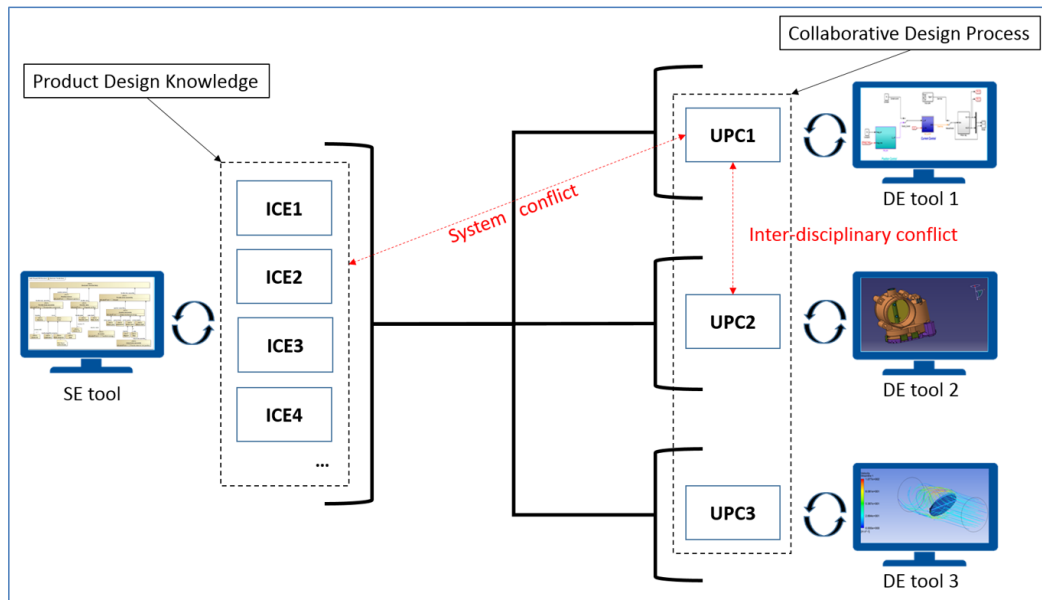 Collaborative Design Process
Product Design Knowledge
UPC1
DE tool 1
ICE1
System conflict
Inter-disciplinary conflict
ICE2
UPC2
ICE3
SE tool
DE tool 2
ICE4
...
UPC3
DE tool 3